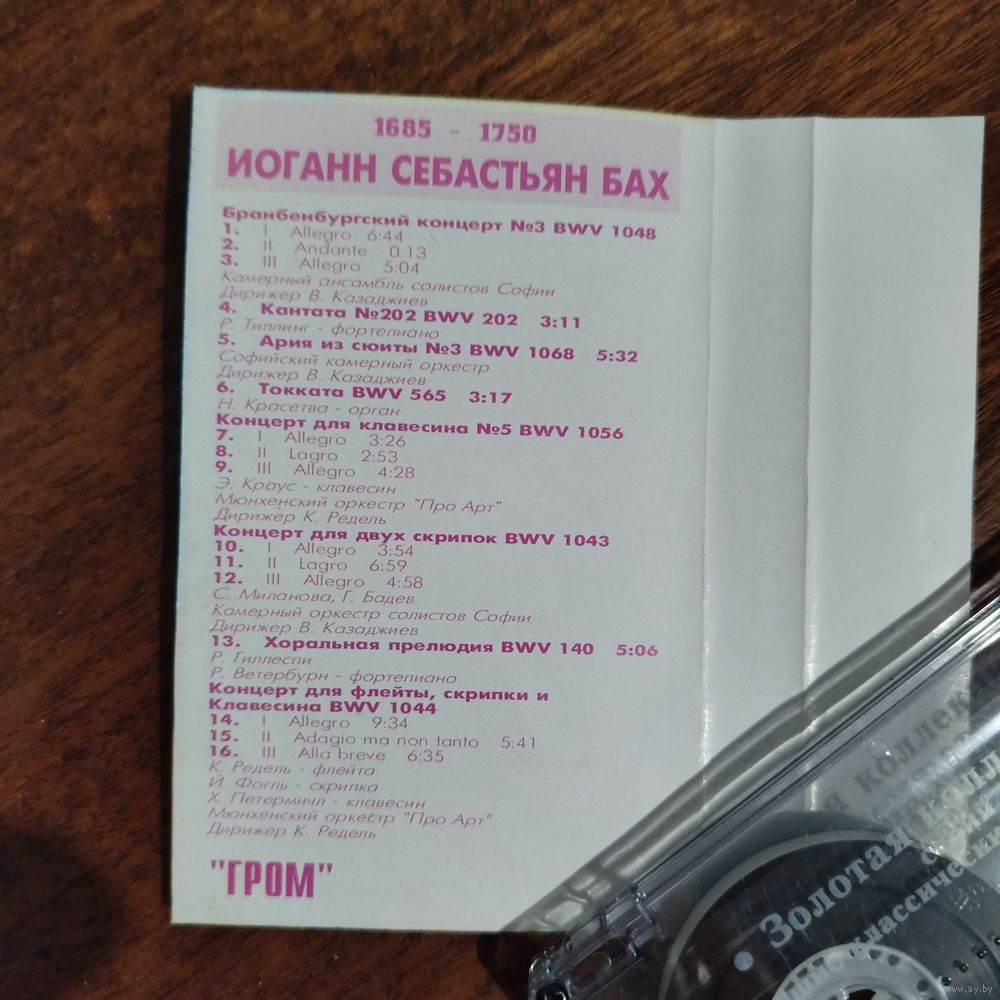 1685 - 1750
ИОГАНН СЕБАСТЬЯН БАХ
Бранбенбургский концерт №3 BWV 1048
1. I Allegro 6:44
2. II Andante 0.13
3. III Allegro 5:04
Камерный ансамбль солистов Софии
Дирижер В. Казаджиев
4. Кантата №202 BWV 202 3:11
Р. Тиллинг - фортепиано
5. Ария из сюиты №3 BWV 1068 5:32
Софийский камерный оркестр
Дирижер В. Казаджиев
6. Токката BWV 565 3:17
Н. Красетва - орган
Концерт для клавесина №5 BWV 1056
7. I Allegro 3:26
8. II Lagro 2:53
9. III Allegro 4:28
Э. Краус - клавесин
Мюнхенский оркестр "Про Арт"
Дирижер К. Редель
Концерт для двух скрипок BWV 1043
10. I Allegro 3:54
11. II Lagro 6:59
12. III Allegro 4:58
С. Миланова, Г. Бадев
Камерный оркестр солистов Софии
Дирижер В. Казаджиев
13. Хоральная прелюдия BWV 140 5:06
Р. Гиллеспи
Р. Ветербурн - фортепиано
Концерт для флейты, скрипки и
Клавесина BWV 1044
14. I Allegro 9:34
15. II Adagio ma non tanto 5:41
16. III Alla breve 6:35
К. Редель - флейта
Й. Фогль - скрипка
Х. Петермичл - клавесин
Мюнхенский оркестр "Про Арт"
Дирижер К. Редель
"ГРОМ"
Золотая
www.ay.by